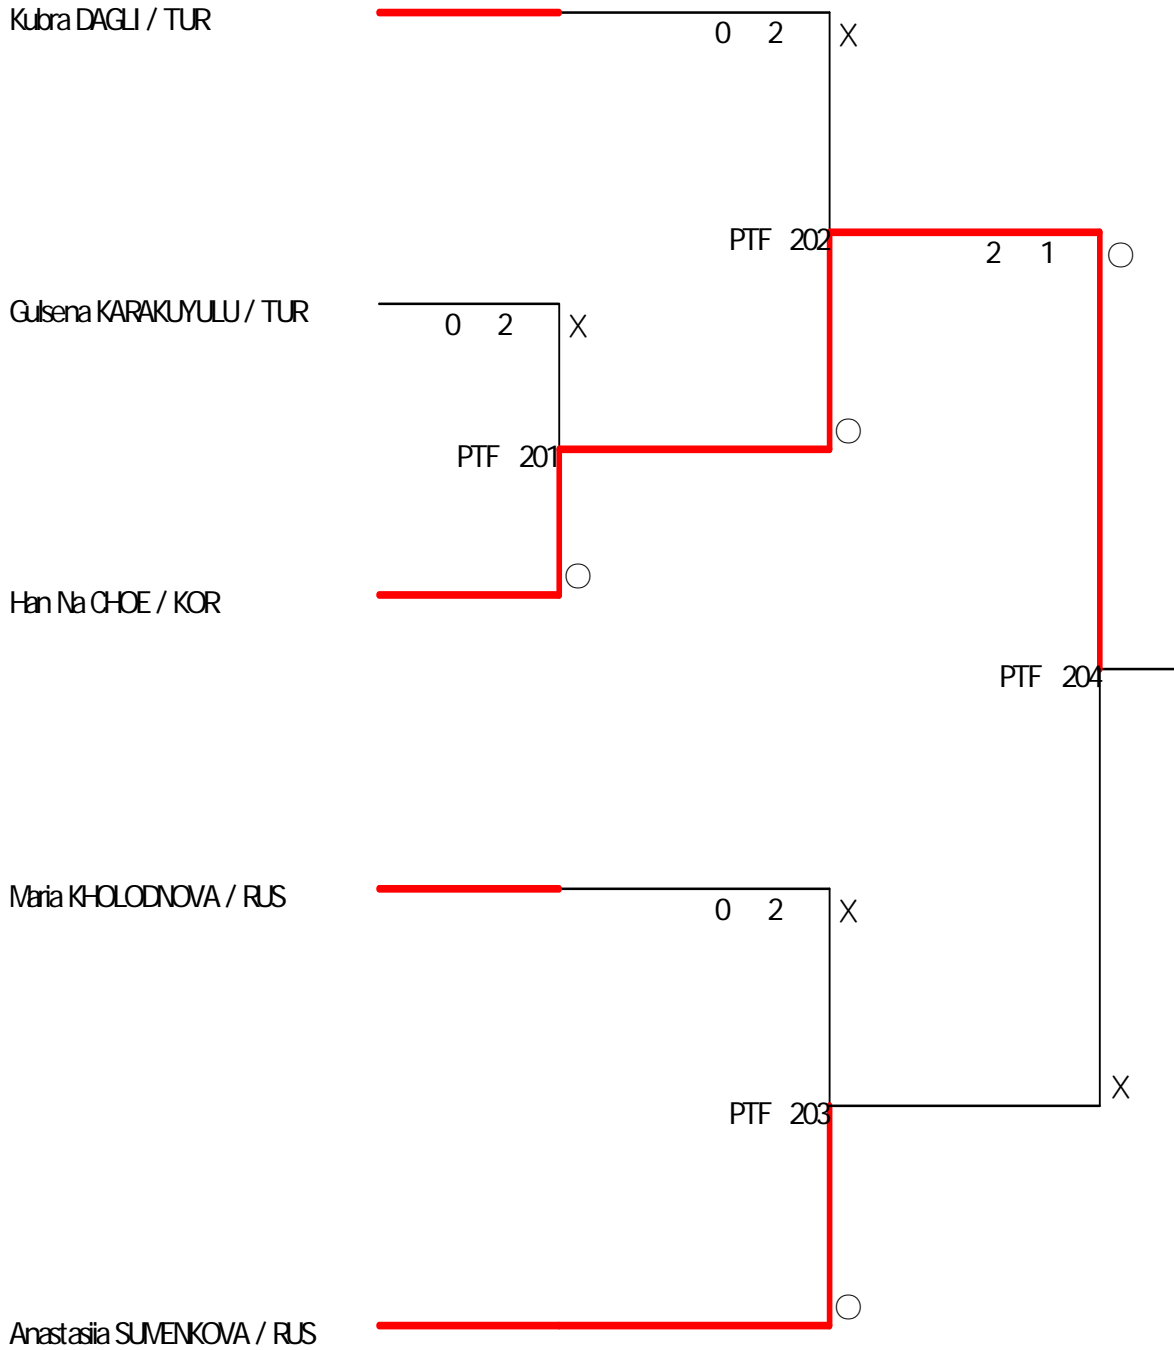 Kubra DAGLI / TUR
0 2 X
PTF 202
2 1 ○
Gulsena KARAKUYULU / TUR
0 2 X
○
PTF 201
○
Han Na CHOE / KOR
PTF 204
Maria KHOLODNOVA / RUS
0 2 X
X
PTF 203
○
Anastasiia SUMENKOVA / RUS